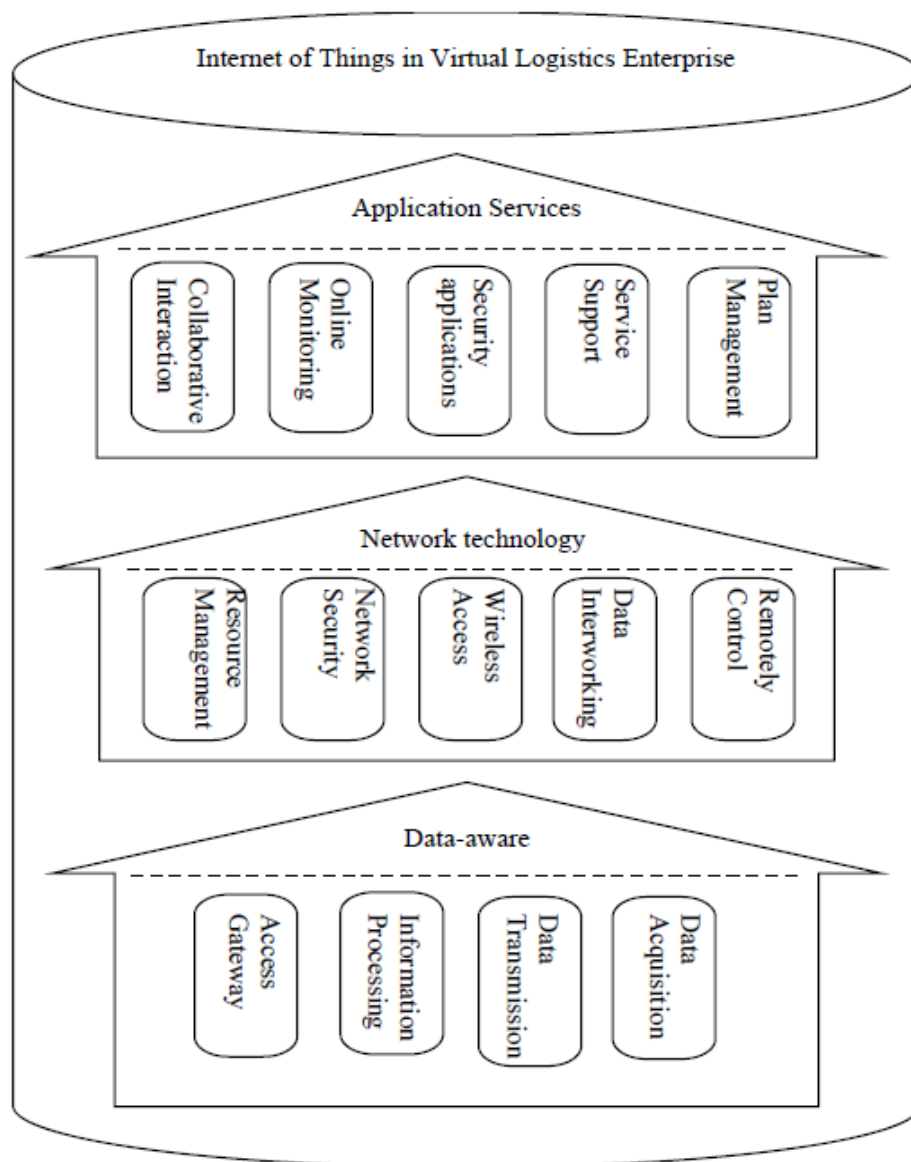 Internet of Things in Virtual Logistics Enterprise
Application Services
Collaborative
Interaction
Online
Monitoring
Security
applications
Service
Support
Plan
Management
Network technology
Resource
Management
Network
Security
Wireless
Access
Data
Interworking
Remotely
Control
Data-aware
Access
Gateway
Information
Processing
Data
Transmission
Data
Acquisition